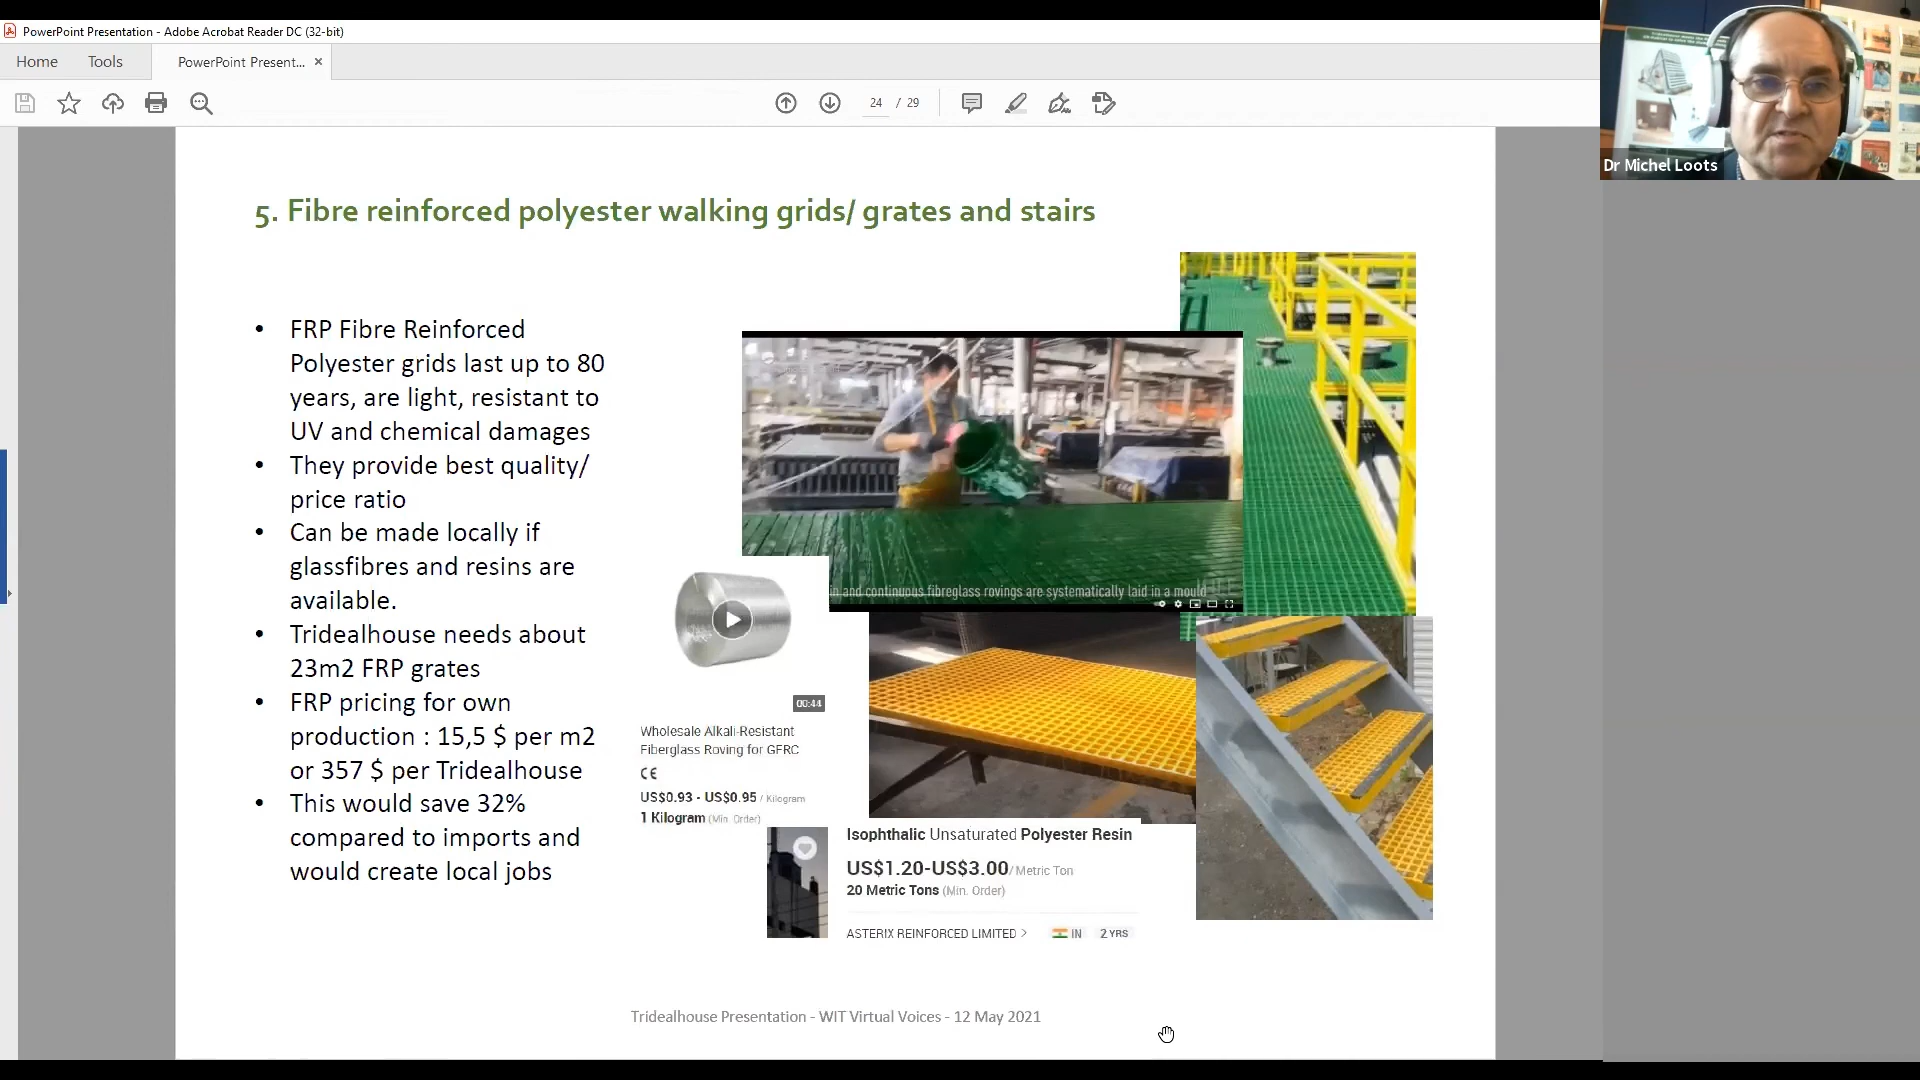 PowerPoint Presentation - Adobe Acrobat Reader DC (32-bit)
Home Tools PowerPoint Present... ×
24 / 29
Dr Michel Loots
5. Fibre reinforced polyester walking grids/ grates and stairs
• FRP Fibre Reinforced
Polyester grids last up to 80
years, are light, resistant to
UV and chemical damages
• They provide best quality/
price ratio
• Can be made locally if
glassfibres and resins are
available.
• Tridealhouse needs about
23m2 FRP grates
• FRP pricing for own
production : 15,5 $ per m2
or 357 $ per Tridealhouse
• This would save 32%
compared to imports and
would create local jobs
in and continuous fibreglass rovings are systematically laid in a mould
00:44
Wholesale Alkali-Resistant
Fiberglass Roving for GFRC
CE
US$0.93 - US$0.95 / Kilogram
1 Kilogram (Min. Order)
Isophthalic Unsaturated Polyester Resin
US$1.20-US$3.00/ Metric Ton
20 Metric Tons (Min. Order)
ASTERIX REINFORCED LIMITED > IN 2 YRS
Tridealhouse Presentation - WIT Virtual Voices - 12 May 2021